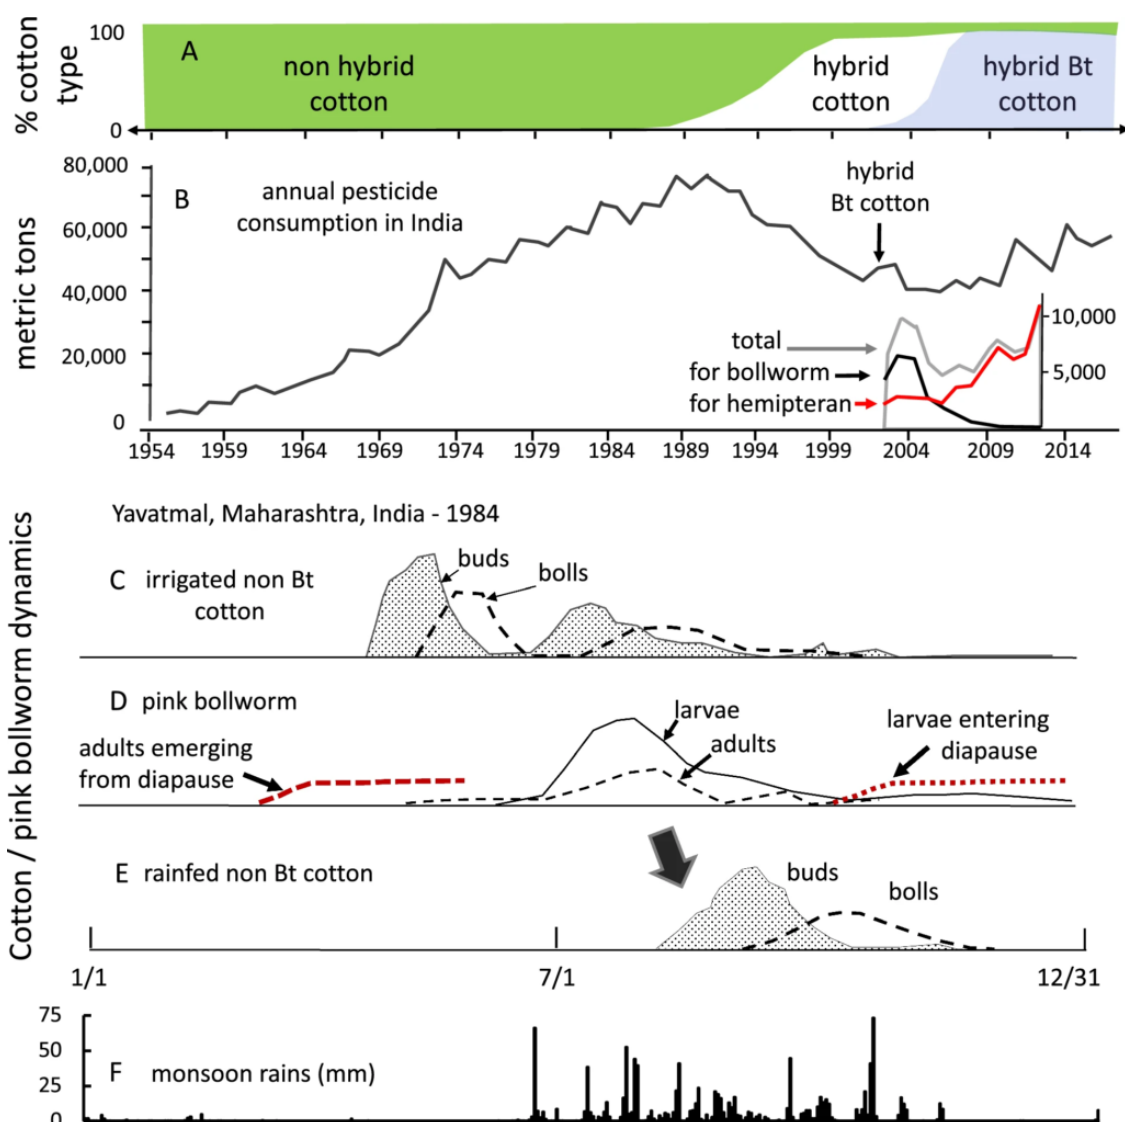 % cotton
type
100
0
A
non hybrid
cotton
hybrid
cotton
hybrid Bt
cotton
metric tons
80,000
60,000
40,000
20,000
0
B
annual pesticide
consumption in India
hybrid
Bt cotton
total
for bollworm
for hemipteran
10,000
5,000
1954 1959 1964 1969 1974 1979 1984 1989 1994 1999 2004 2009 2014
Cotton / pink bollworm dynamics
Yavatmal, Maharashtra, India - 1984
C irrigated non Bt
cotton
buds
bolls
D pink bollworm
adults emerging
from diapause
larvae
adults
larvae entering
diapause
E rainfed non Bt cotton
buds
bolls
1/1 7/1 12/31
75
50
25
0
F monsoon rains (mm)